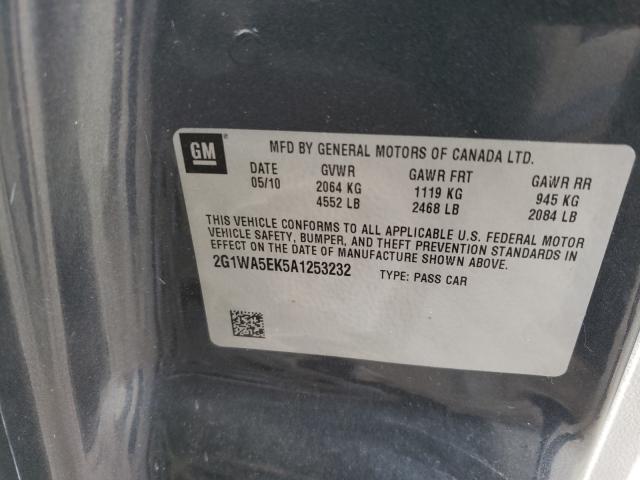 GM
MFD BY GENERAL MOTORS OF CANADA LTD.
DATE GVWR GAWR FRT GAWR RR
05/10 2064 KG 1119 KG 945 KG
4552 LB 2468 LB 2084 LB
THIS VEHICLE CONFORMS TO ALL APPLICABLE U.S. FEDERAL MOTOR
VEHICLE SAFETY, BUMPER, AND THEFT PREVENTION STANDARDS IN
EFFECT ON THE DATE OF MANUFACTURE SHOWN ABOVE.
2G1WA5EK5A1253232 TYPE: PASS CAR